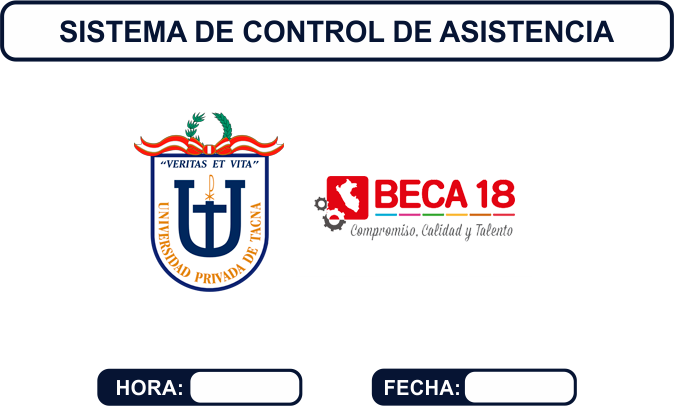 SISTEMA DE CONTROL DE ASISTENCIA
"VERITAS ET VITA"
UNIVERSIDAD PRIVADA DE TACNA
BECA 18
Compromiso, Calidad y Talento
HORA:
FECHA: